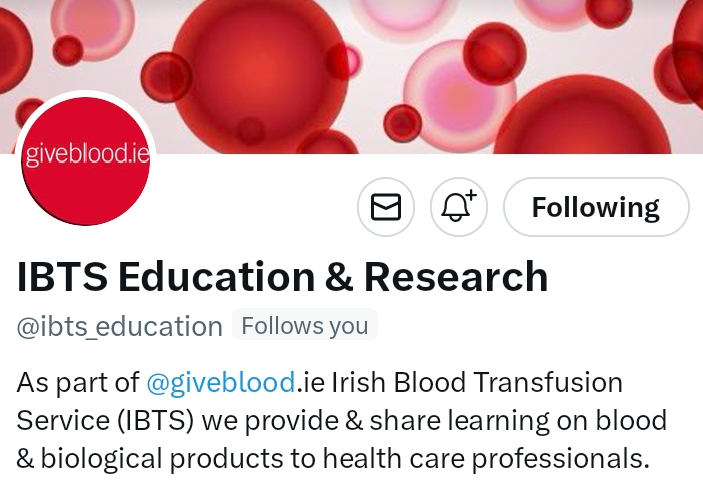 giveblood.ie
Following
IBTS Education & Research
@ibts_education Follows you
As part of @giveblood.ie Irish Blood Transfusion
Service (IBTS) we provide & share learning on blood
& biological products to health care professionals.